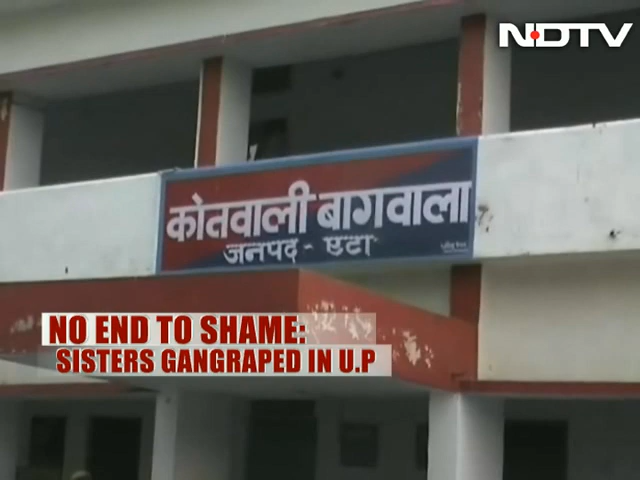 NDTV
कोतवाली बागवाला
जनपद - एटा
NO END TO SHAME:
SISTERS GANGRAPED IN U.P